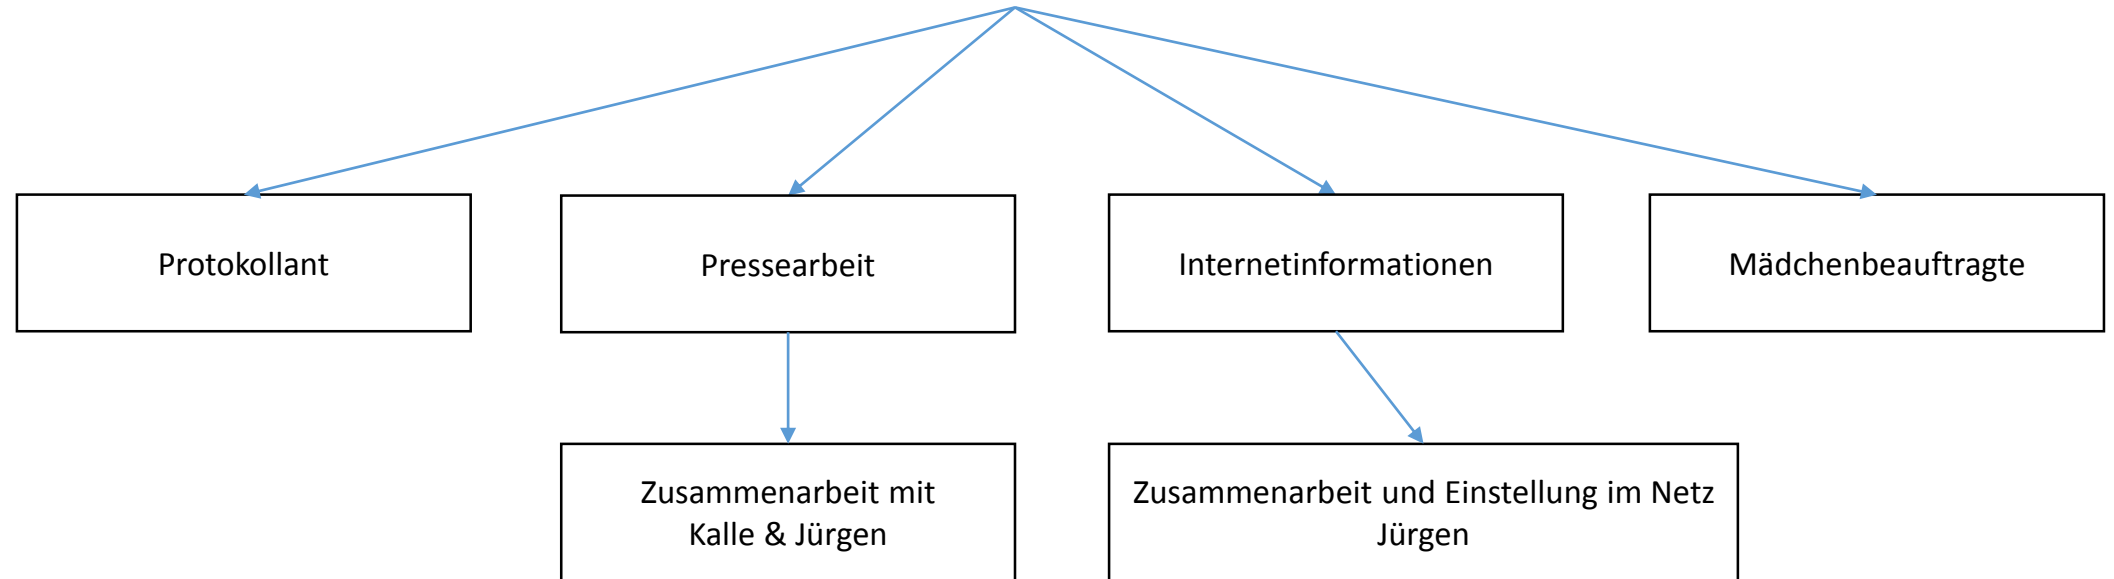 Protokollant
Pressearbeit
Internetinformationen
Mädchenbeauftragte
Zusammenarbeit mit
Kalle & Jürgen
Zusammenarbeit und Einstellung im Netz
Jürgen